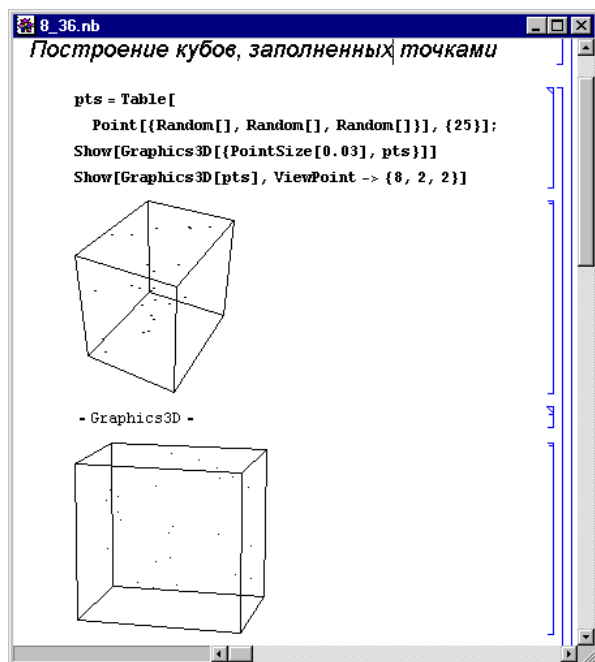 8_36.nb
Построение кубов, заполненных точками
pts = Table[
Point[{Random[], Random[], Random[]}], {25}];
Show[Graphics3D[{PointSize[0.03], pts}]]
Show[Graphics3D[pts], ViewPoint -> {8, 2, 2}]
- Graphics3D -